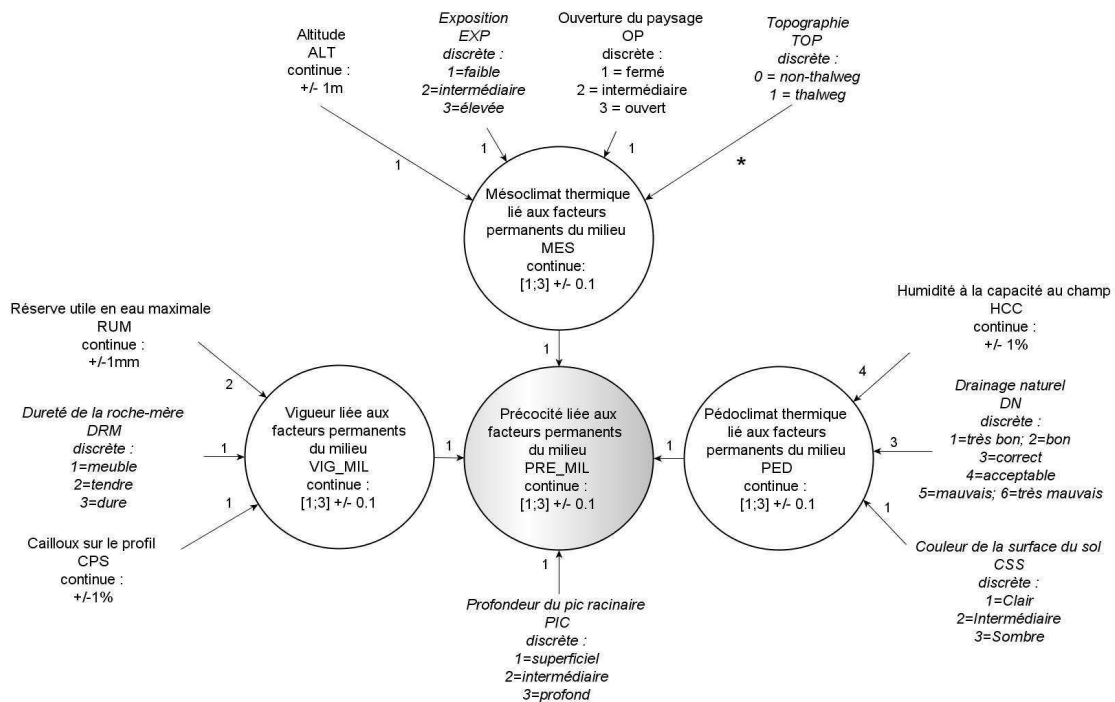 Altitude
ALT
continue :
+/- 1m
Exposition
EXP
discrète :
1=faible
2=intermédiaire
3=élevée
Ouverture du paysage
OP
discrète :
1 = fermé
2 = intermédiaire
3 = ouvert
Topographie
TOP
discrète :
0 = non-thalweg
1 = thalweg
1
1
1
*
Mésoclimat thermique
lié aux facteurs
permanents du milieu
MES
continue:
[1;3] +/- 0.1
1
Réserve utile en eau maximale
RUM
continue :
+/-1mm
2
Dureté de la roche-mère
DRM
discrète :
1=meuble
2=tendre
3=dure
1
Cailloux sur le profil
CPS
continue :
+/-1%
1
Vigueur liée aux
facteurs permanents
du milieu
VIG_MIL
continue :
[1;3] +/- 0.1
1
Précocité liée aux
facteurs permanents
du milieu
PRE_MIL
continue :
[1;3] +/- 0.1
1
Pédoclimat thermique
lié aux facteurs
permanents du milieu
PED
continue :
[1;3] +/- 0.1
Humidité à la capacité au champ
HCC
continue :
+/- 1%
4
Drainage naturel
DN
discrète :
1=très bon; 2=bon
3=correct
4=acceptable
5=mauvais; 6=très mauvais
3
Couleur de la surface du sol
CSS
discrète :
1=Clair
2=Intermédiaire
3=Sombre
1
1
Profondeur du pic racinaire
PIC
discrète :
1=superficiel
2=intermédiaire
3=profond